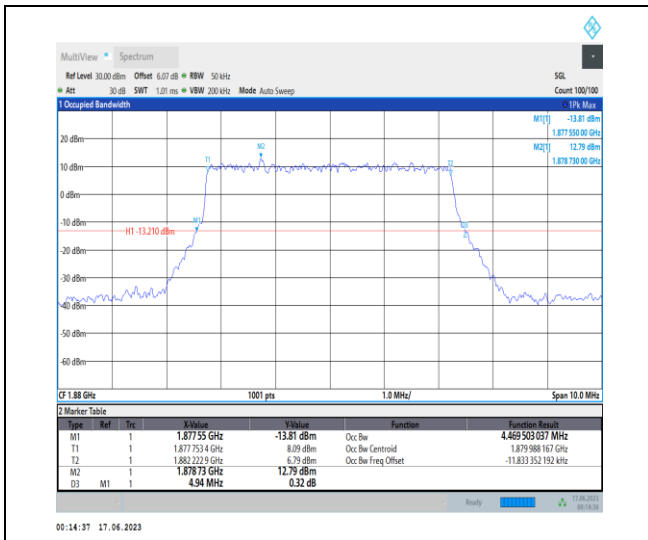 MultiView Spectrum
Ref Level 30.00 dBm Offset 6.07 dB RBW 50 kHz SGL
Att 30 dB SWT 1.01 ms VBW 200 kHz Mode Auto Sweep Count 100/100
1 Occupied Bandwidth 1Pk Max
M1[1] -13.81 dBm
1.877 550 00 GHz
M2[1] 12.79 dBm
1.878 730 00 GHz
20 dBm
M2
T1
T2
10 dBm
0 dBm
-10 dBm
M1
H1 -13.210 dBm
-20 dBm
-30 dBm
-40 dBm
-50 dBm
-60 dBm
CF 1.88 GHz 1001 pts 1.0 MHz/ Span 10.0 MHz
2 Marker Table
Type Ref Trc X-Value Y-Value Function Function Result
M1 1 1.877 55 GHz -13.81 dBm Occ Bw 4.469 503 037 MHz
T1 1 1.877 753 4 GHz 8.09 dBm Occ Bw Centroid 1.879 988 167 GHz
T2 1 1.882 222 9 GHz 6.79 dBm Occ Bw Freq Offset -11.833 352 192 kHz
M2 1 1.878 73 GHz 12.79 dBm
D3 M1 1 4.94 MHz 0.32 dB
Ready 17.06.2023
00:14:36
00:14:37 17.06.2023